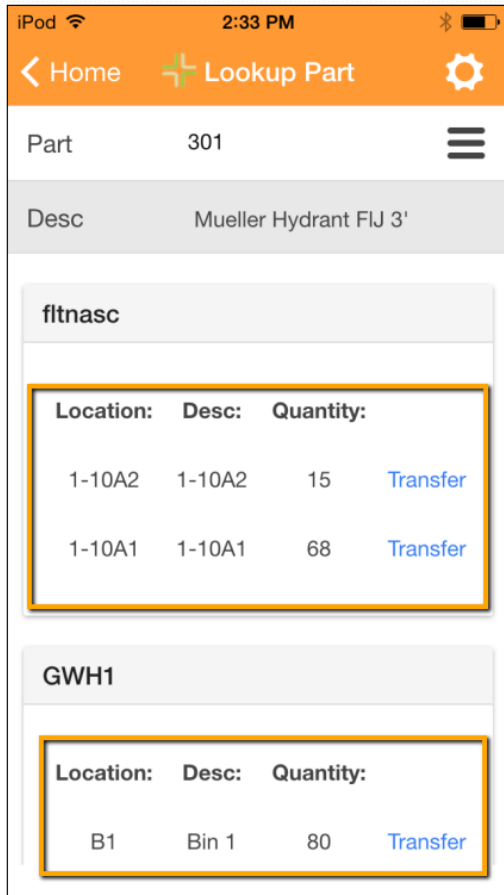 iPod 2:33 PM
Home Lookup Part
Part 301
Desc Mueller Hydrant FlJ 3'
fltnasc
Location: Desc: Quantity:
1-10A2 1-10A2 15 Transfer
1-10A1 1-10A1 68 Transfer
GWH1
Location: Desc: Quantity:
B1 Bin 1 80 Transfer